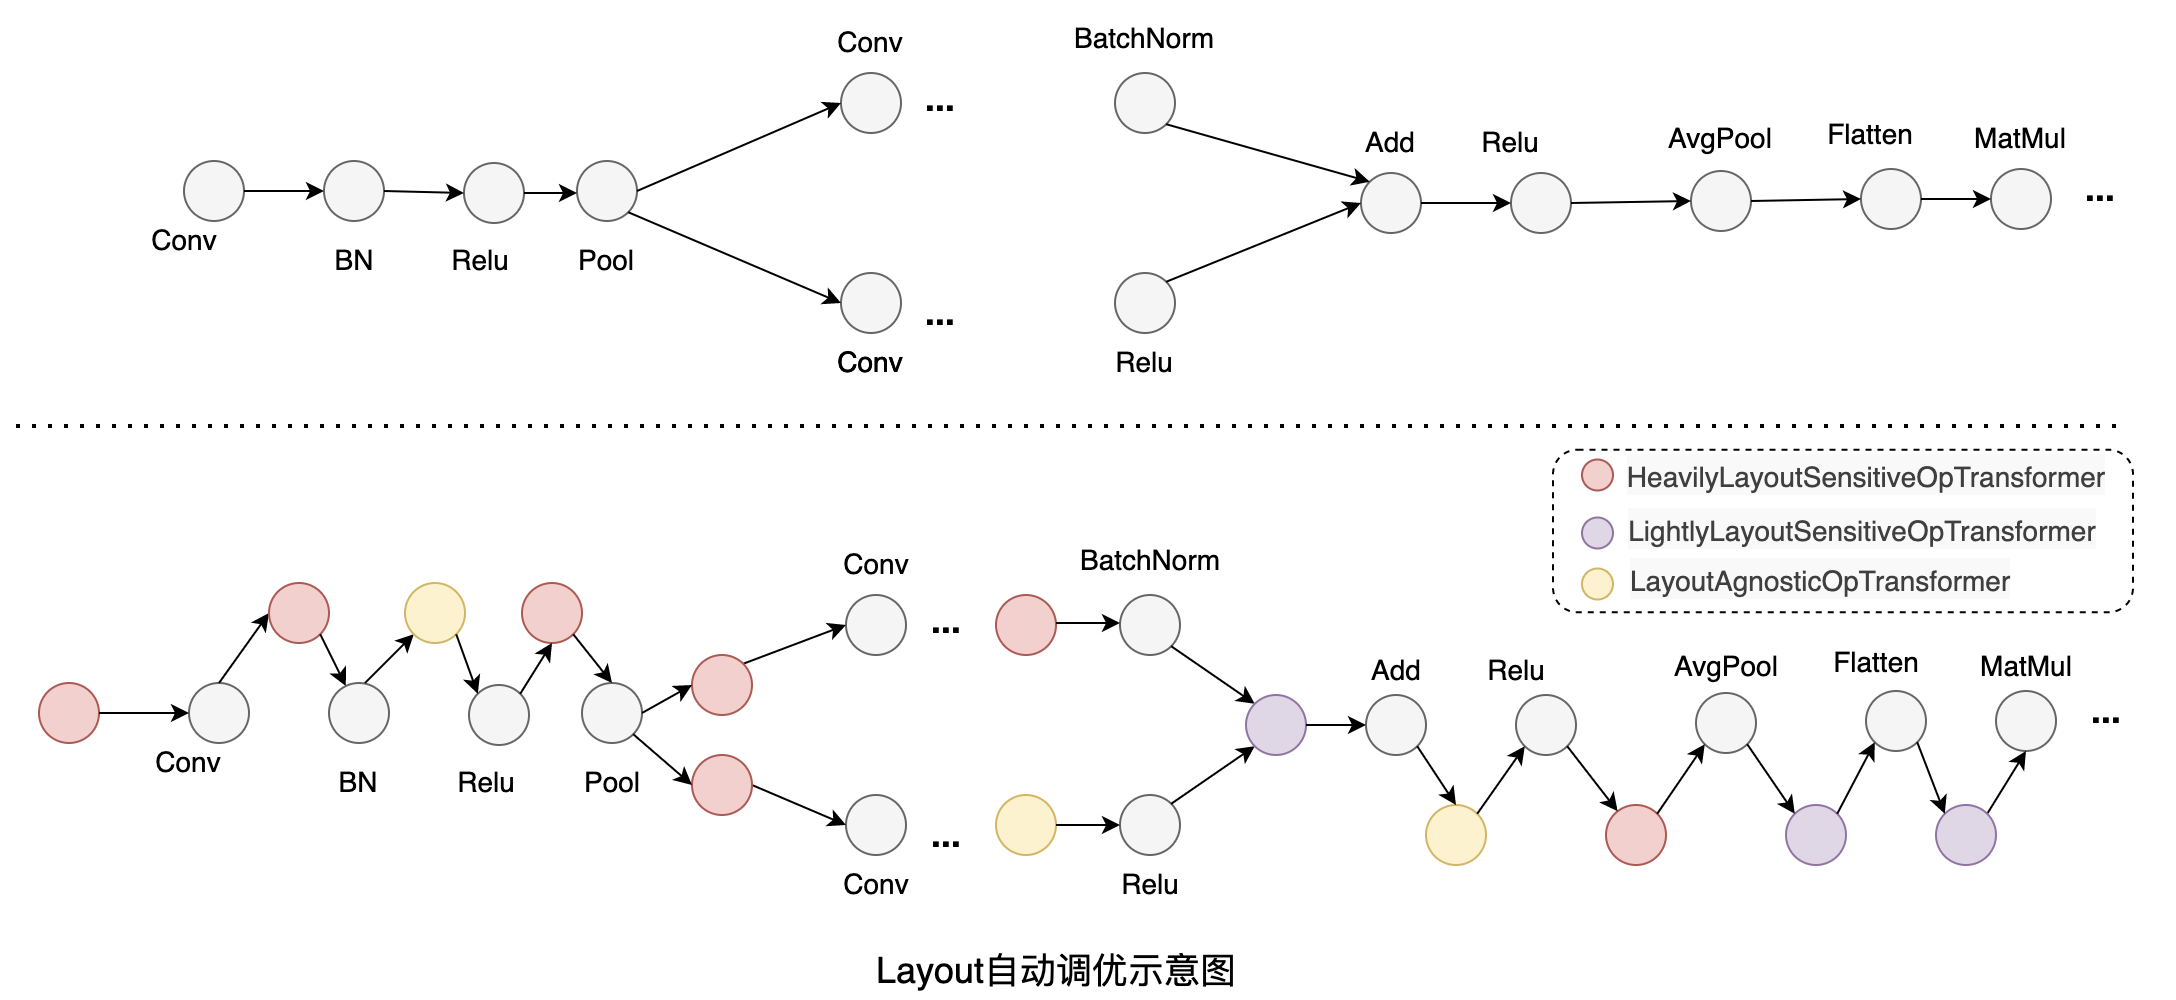 Conv
BatchNorm
Add
Relu
AvgPool
Flatten
MatMul
...
...
...
Conv
BN
Relu
Pool
Conv
Relu
HeavilyLayoutSensitiveOpTransformer
LightlyLayoutSensitiveOpTransformer
LayoutAgnosticOpTransformer
Conv
BatchNorm
Add
Relu
AvgPool
Flatten
MatMul
...
...
...
Conv
BN
Relu
Pool
Conv
Relu
Layout自动调优示意图